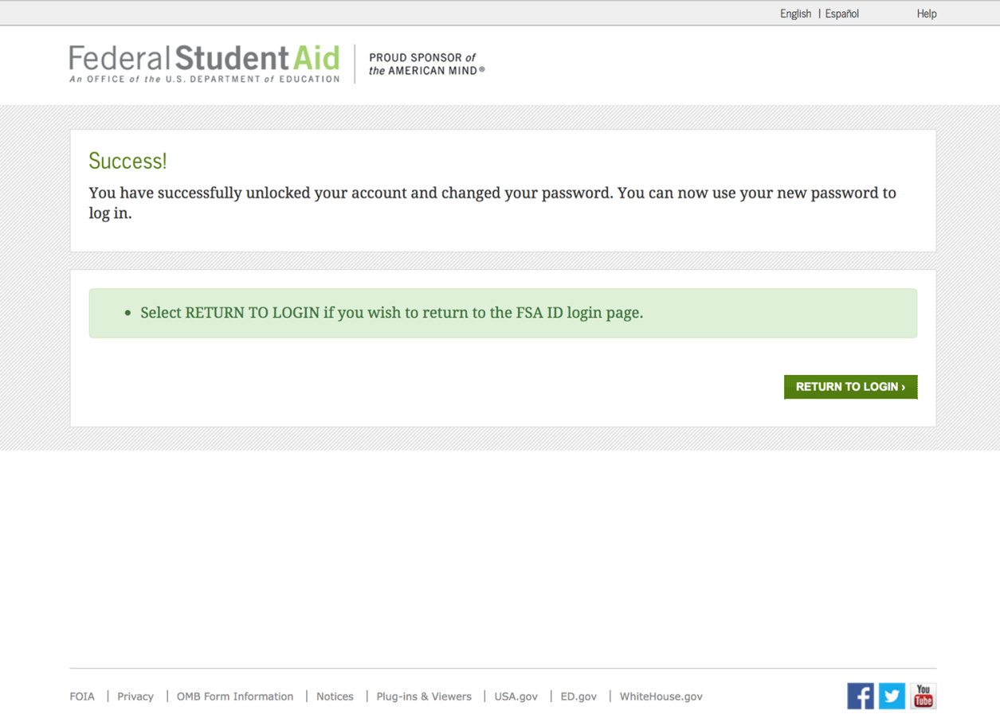 English | Español Help
Federal Student Aid
An OFFICE of the U.S. DEPARTMENT of EDUCATION
PROUD SPONSOR of
the AMERICAN MIND®
Success!
You have successfully unlocked your account and changed your password. You can now use your new password to
log in.
• Select RETURN TO LOGIN if you wish to return to the FSA ID login page.
RETURN TO LOGIN ›
FOIA | Privacy | OMB Form Information | Notices | Plug-ins & Viewers | USA.gov | ED.gov | WhiteHouse.gov
You
Tube